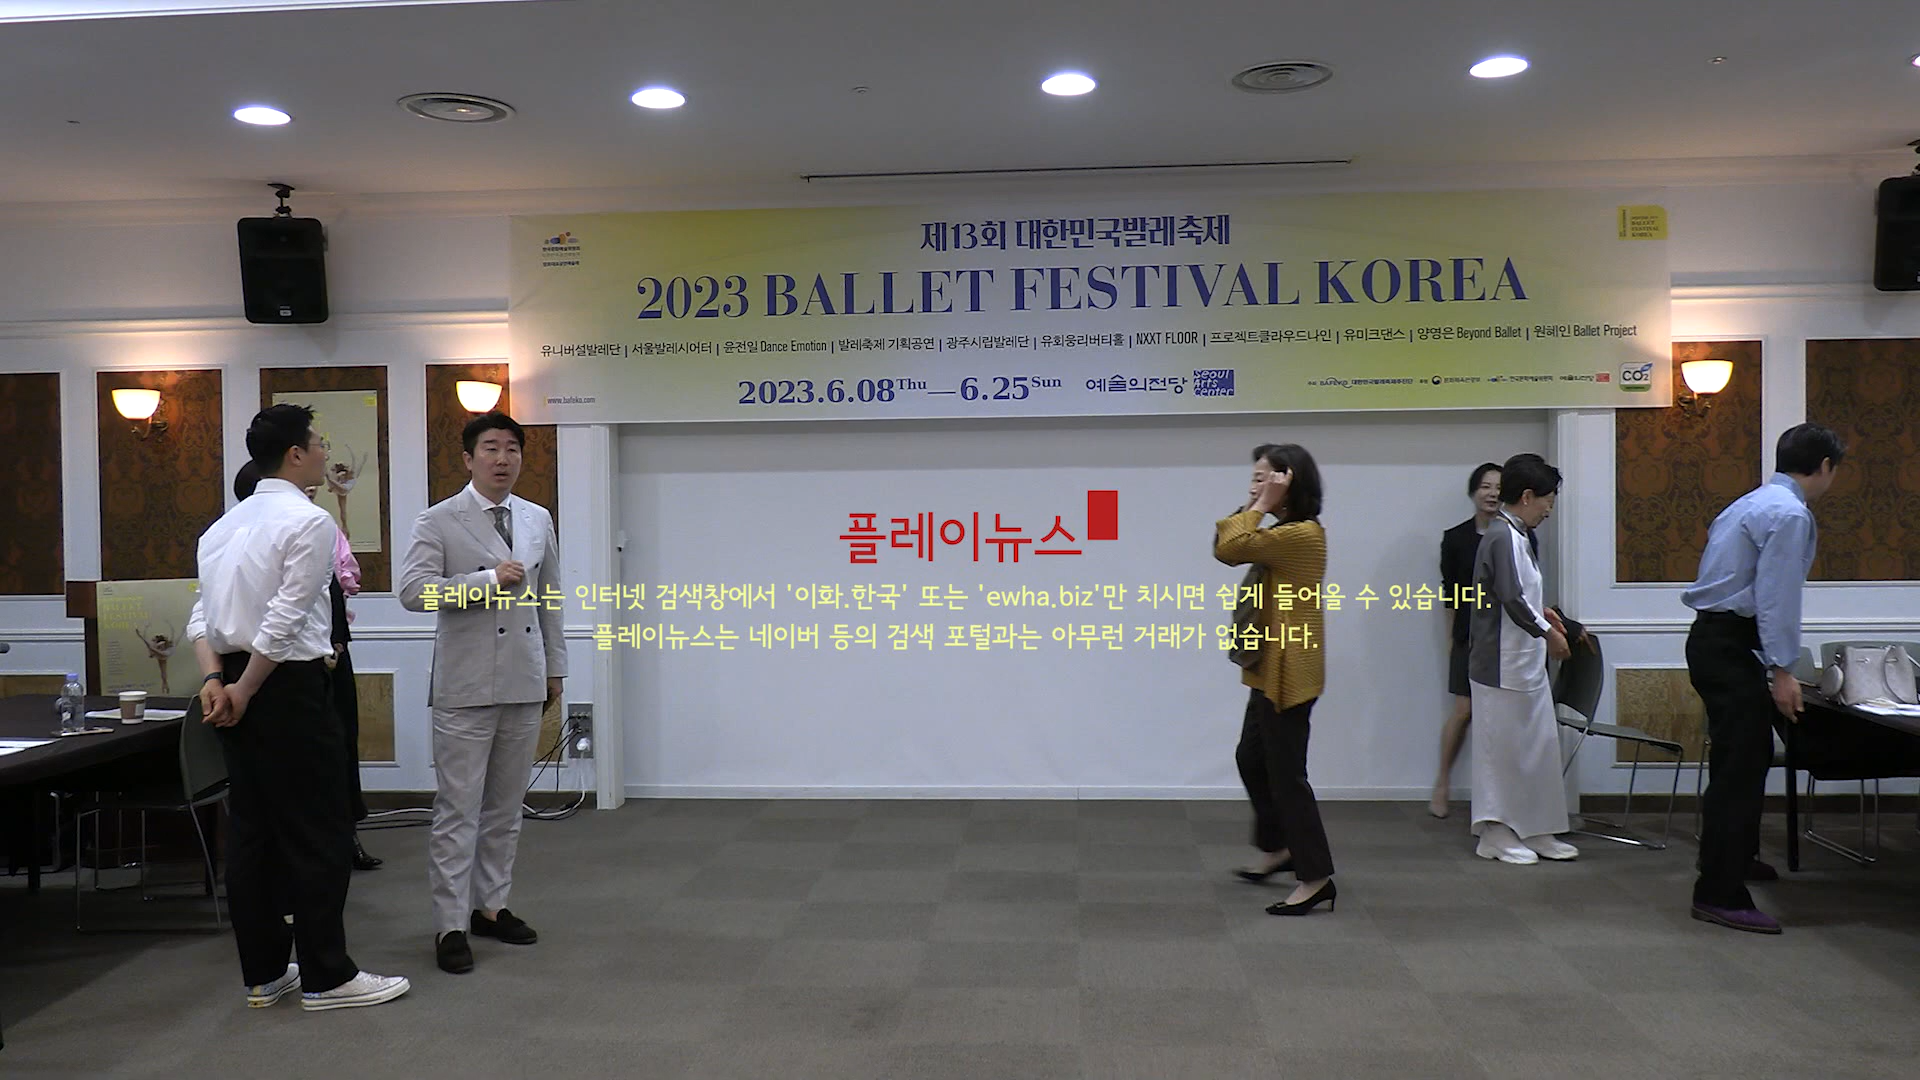 제13회 대한민국발레축제
2023 BALLET FESTIVAL KOREA
유니버설발레단 | 서울발레시어터 | 윤전일 Dance Emotion | 발레축제 기획공연 | 광주시립발레단 | 유회웅리버티홀 | NXXT FLOOR | 프로젝트클라우드나인 | 유미크댄스 | 양영은 Beyond Ballet | 원혜인 Ballet Project
2023.6.08Thu—6.25Sun 예술의전당 Seoul Arts Center
www.bafeko.com
CO2
플레이뉴스
플레이뉴스는 인터넷 검색창에서 '이화.한국' 또는 'ewha.biz'만 치시면 쉽게 들어올 수 있습니다.
플레이뉴스는 네이버 등의 검색 포털과는 아무런 거래가 없습니다.
BALLET
FESTIVAL
KOREA